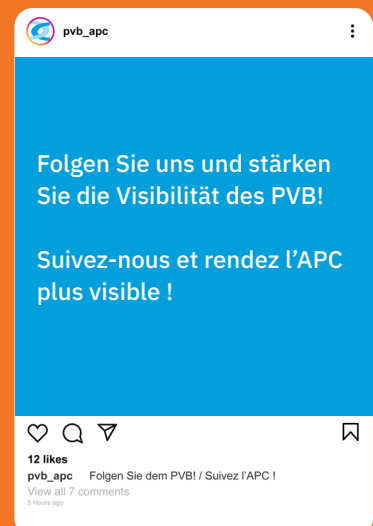 pvb_apc
Folgen Sie uns und stärken
Sie die Visibilität des PVB!
Suivez-nous et rendez l’APC
plus visible !
12 likes
pvb_apc Folgen Sie dem PVB! / Suivez l’APC !
View all 7 comments
5 Hours ago